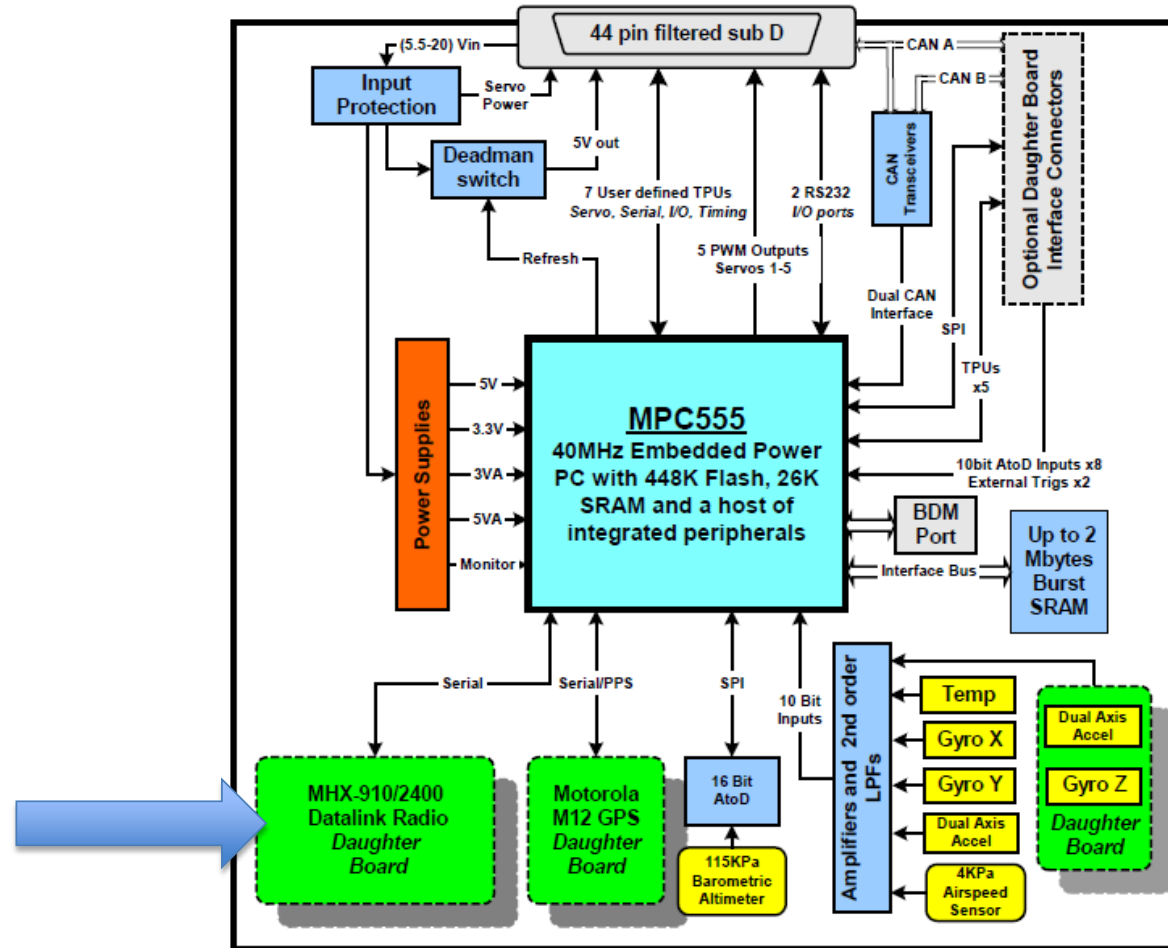 44 pin filtered sub D
(5.5-20) Vin
CAN A
CAN B
Input
Protection
Servo
Power
5V out
Deadman
switch
CAN
Transceivers
Optional Daughter Board
Interface Connectors
7 User defined TPUs
Servo, Serial, I/O, Timing
2 RS232
I/O ports
5 PWM Outputs
Servos 1-5
Refresh
Dual CAN
Interface
SPI
TPUs
x5
Power Supplies
5V
3.3V
3VA
5VA
Monitor
MPC555
40MHz Embedded Power
PC with 448K Flash, 26K
SRAM and a host of
integrated peripherals
10bit AtoD Inputs x8
External Trigs x2
BDM
Port
Interface Bus
Up to 2
Mbytes
Burst
SRAM
Serial
Serial/PPS
SPI
10 Bit
Inputs
Amplifiers and 2nd order
LPFs
Temp
Gyro X
Gyro Y
Dual Axis
Accel
4KPa
Airspeed
Sensor
Dual Axis
Accel
Gyro Z
Daughter
Board
MHX-910/2400
Datalink Radio
Daughter
Board
Motorola
M12 GPS
Daughter
Board
16 Bit
AtoD
115KPa
Barometric
Altimeter